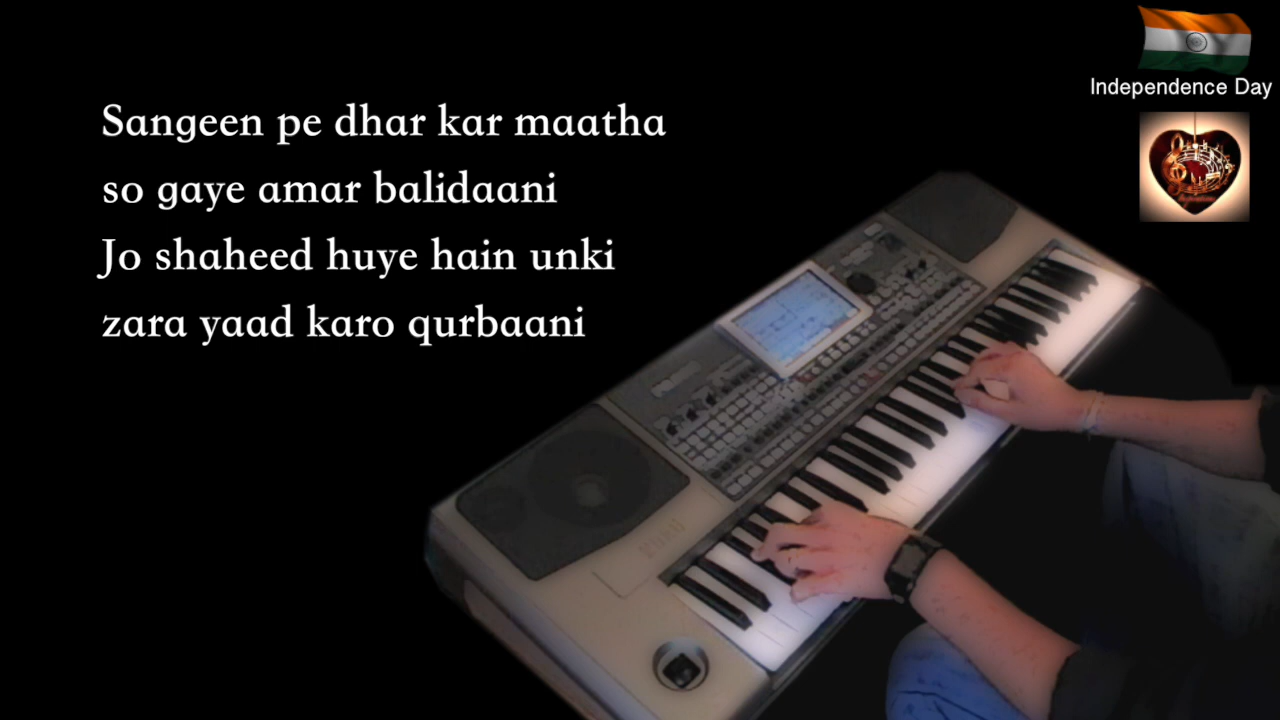 Sangeen pe dhar kar maatha
so gaye amar balidaani
Jo shaheed huye hain unki
zara yaad karo qurbaani
Independence Day